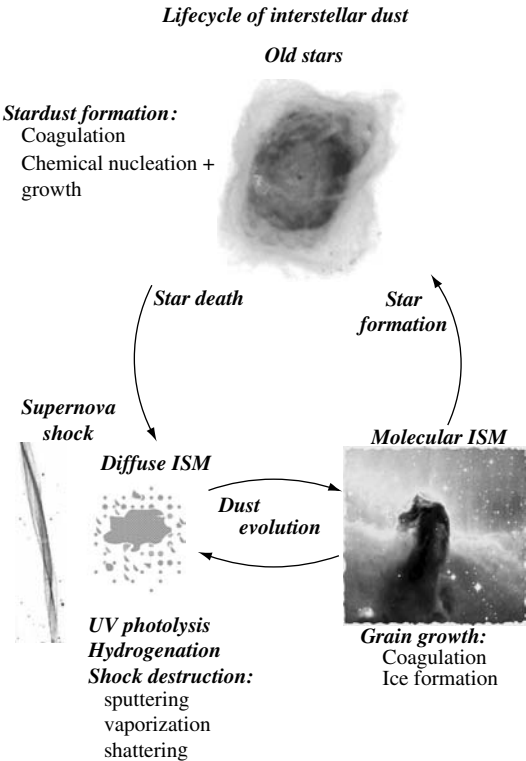 Lifecycle of interstellar dust
Old stars
Stardust formation:
Coagulation
Chemical nucleation +
growth
Star death
Star
formation
Supernova
shock
Diffuse ISM
Molecular ISM
Dust
evolution
UV photolysis
Hydrogenation
Shock destruction:
sputtering
vaporization
shattering
Grain growth:
Coagulation
Ice formation